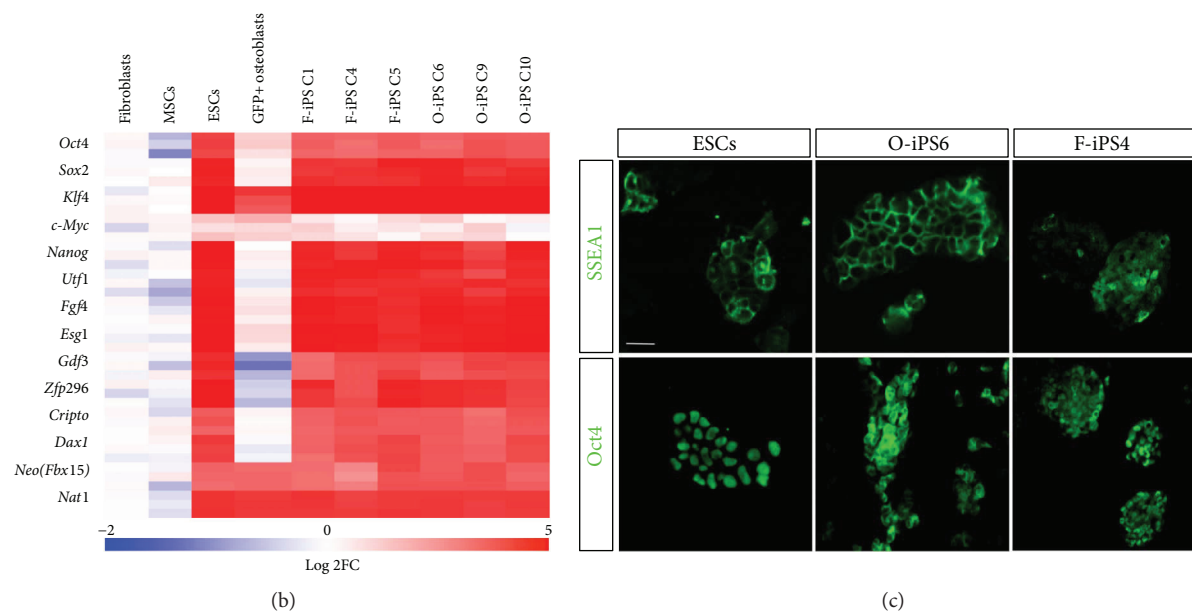 Fibroblasts
MSCs
ESCs
GFP+ osteoblasts
F-iPS C1
F-iPS C4
F-iPS C5
O-iPS C6
O-iPS C9
O-iPS C10
Oct4
Sox2
Klf4
c-Myc
Nanog
Utf1
Fgf4
Esg1
Gdf3
Zfp296
Cripto
Dax1
Neo(Fbx15)
Nat1
−2 0 5
Log 2FC
(b)
ESCs O-iPS6 F-iPS4
SSEA1
Oct4
(c)